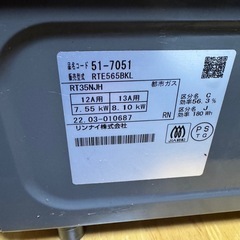 品名コード 51-7051
販売型式 RTE565BKL
RT35NJH 都市ガス
12A用 13A用
7.55 kW 8.10 kW
22.03-010687 RN
リンナイ株式会社
区分名 C
効率56.3 %
区分名 J
効率 180 Wh
PS
TG